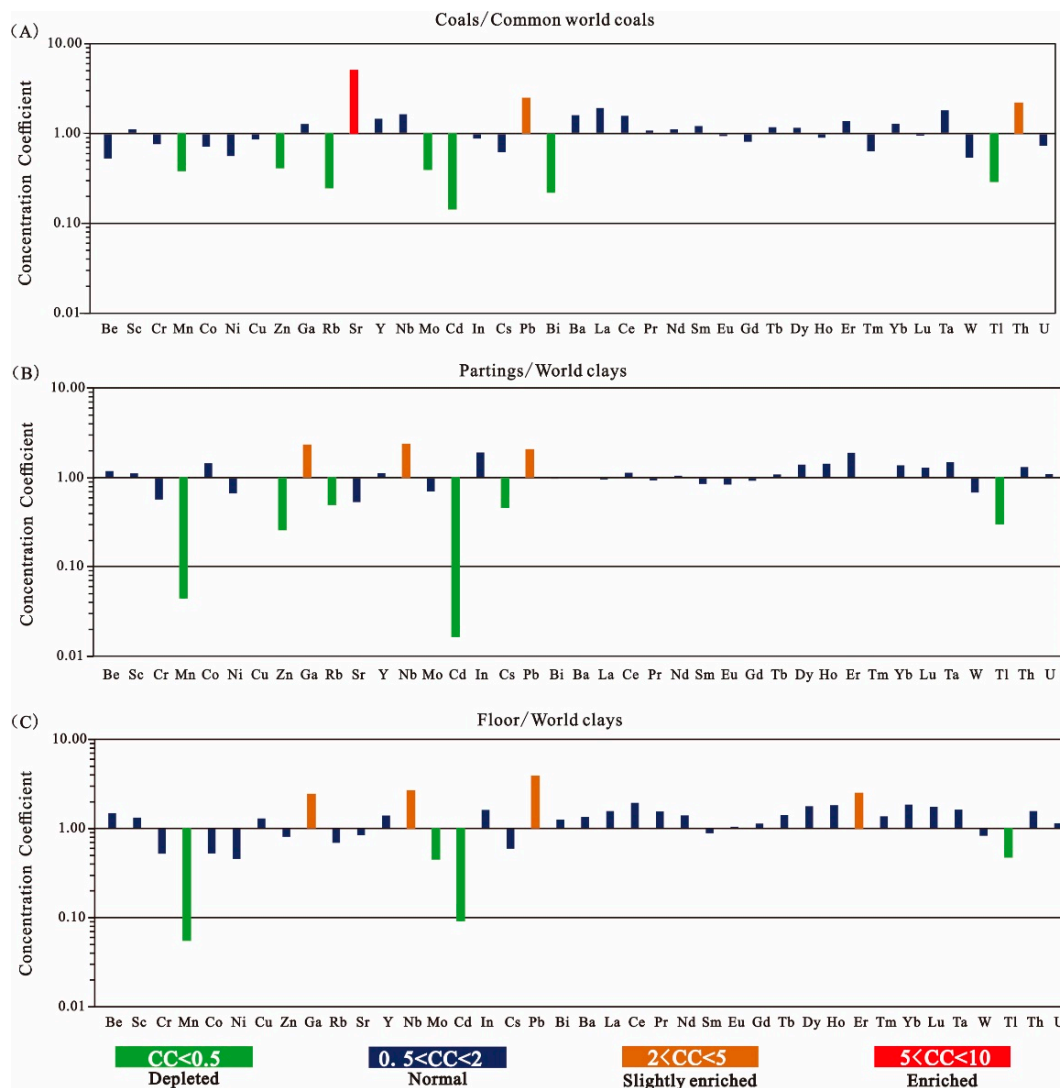 (A)
Coals/Common world coals
Concentration Coefficient
10.00
1.00
0.10
0.01
Be Sc Cr Mn Co Ni Cu Zn Ga Rb Sr Y Nb Mo Cd In Cs Pb Bi Ba La Ce Pr Nd Sm Eu Gd Tb Dy Ho Er Tm Yb Lu Ta W Tl Th U
(B)
Partings/World clays
Concentration Coefficient
10.00
1.00
0.10
0.01
Be Sc Cr Mn Co Ni Cu Zn Ga Rb Sr Y Nb Mo Cd In Cs Pb Bi Ba La Ce Pr Nd Sm Eu Gd Tb Dy Ho Er Tm Yb Lu Ta W Tl Th U
(C)
Floor/World clays
Concentration Coefficient
10.00
1.00
0.10
0.01
Be Sc Cr Mn Co Ni Cu Zn Ga Rb Sr Y Nb Mo Cd In Cs Pb Bi Ba La Ce Pr Nd Sm Eu Gd Tb Dy Ho Er Tm Yb Lu Ta W Tl Th U
CC<0.5 0.5<CC<2 2<CC<5 5<CC<10
Depleted Normal Slightly enriched Enriched